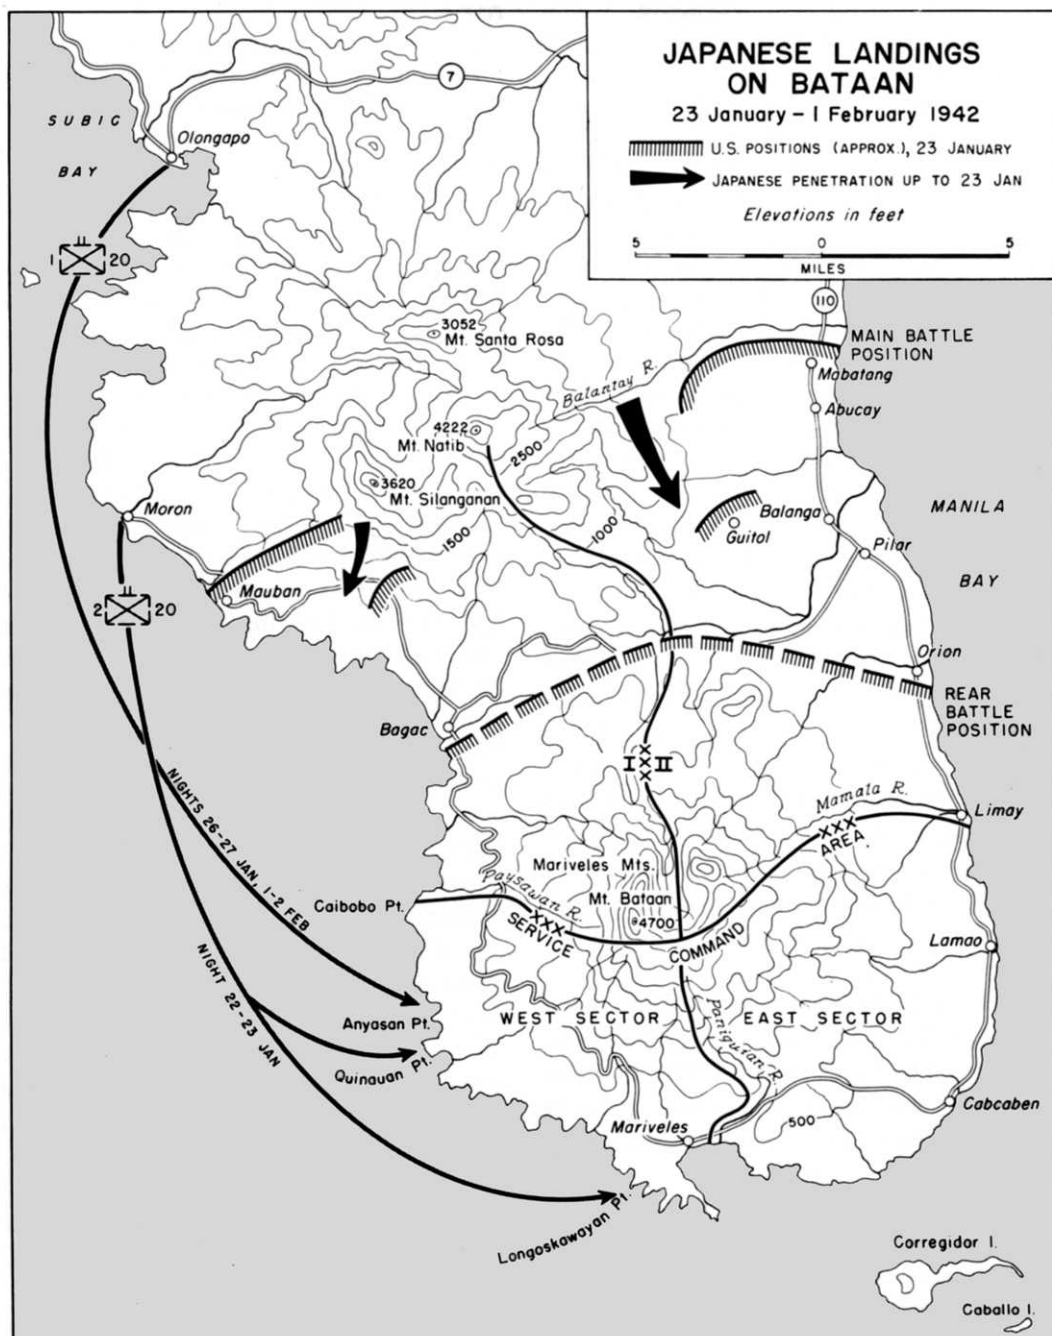 JAPANESE LANDINGS
ON BATAAN
23 January – 1 February 1942
U.S. POSITIONS (APPROX.), 23 JANUARY
JAPANESE PENETRATION UP TO 23 JAN
Elevations in feet
5 0 5
MILES
7
SUBIC
BAY
Olongapo
1 20
110
3052
Mt. Santa Rosa
MAIN BATTLE
POSITION
Balantay R.
Mabatang
Abucay
4222
Mt. Natib
2500
3620
Mt. Silanganan
1500
1000
Moron
Balanga
Guitol
MANILA
BAY
Pilar
Mauban
2 20
Orion
REAR
BATTLE
POSITION
Bagac
I XXX II
Mamala R.
Limay
XXX
AREA
NIGHTS 26–27 JAN, 1–2 FEB
Mariveles Mts.
Paysawan R.
Mt. Bataan
4700
Caibobo Pt.
XXX
SERVICE
COMMAND
Lamao
NIGHT 22–23 JAN
Anyasan Pt.
WEST SECTOR
EAST SECTOR
Quinauan Pt.
Panigutan R.
Cabcaben
500
Mariveles
Longoskawayan Pt.
Corregidor I.
Caballo I.